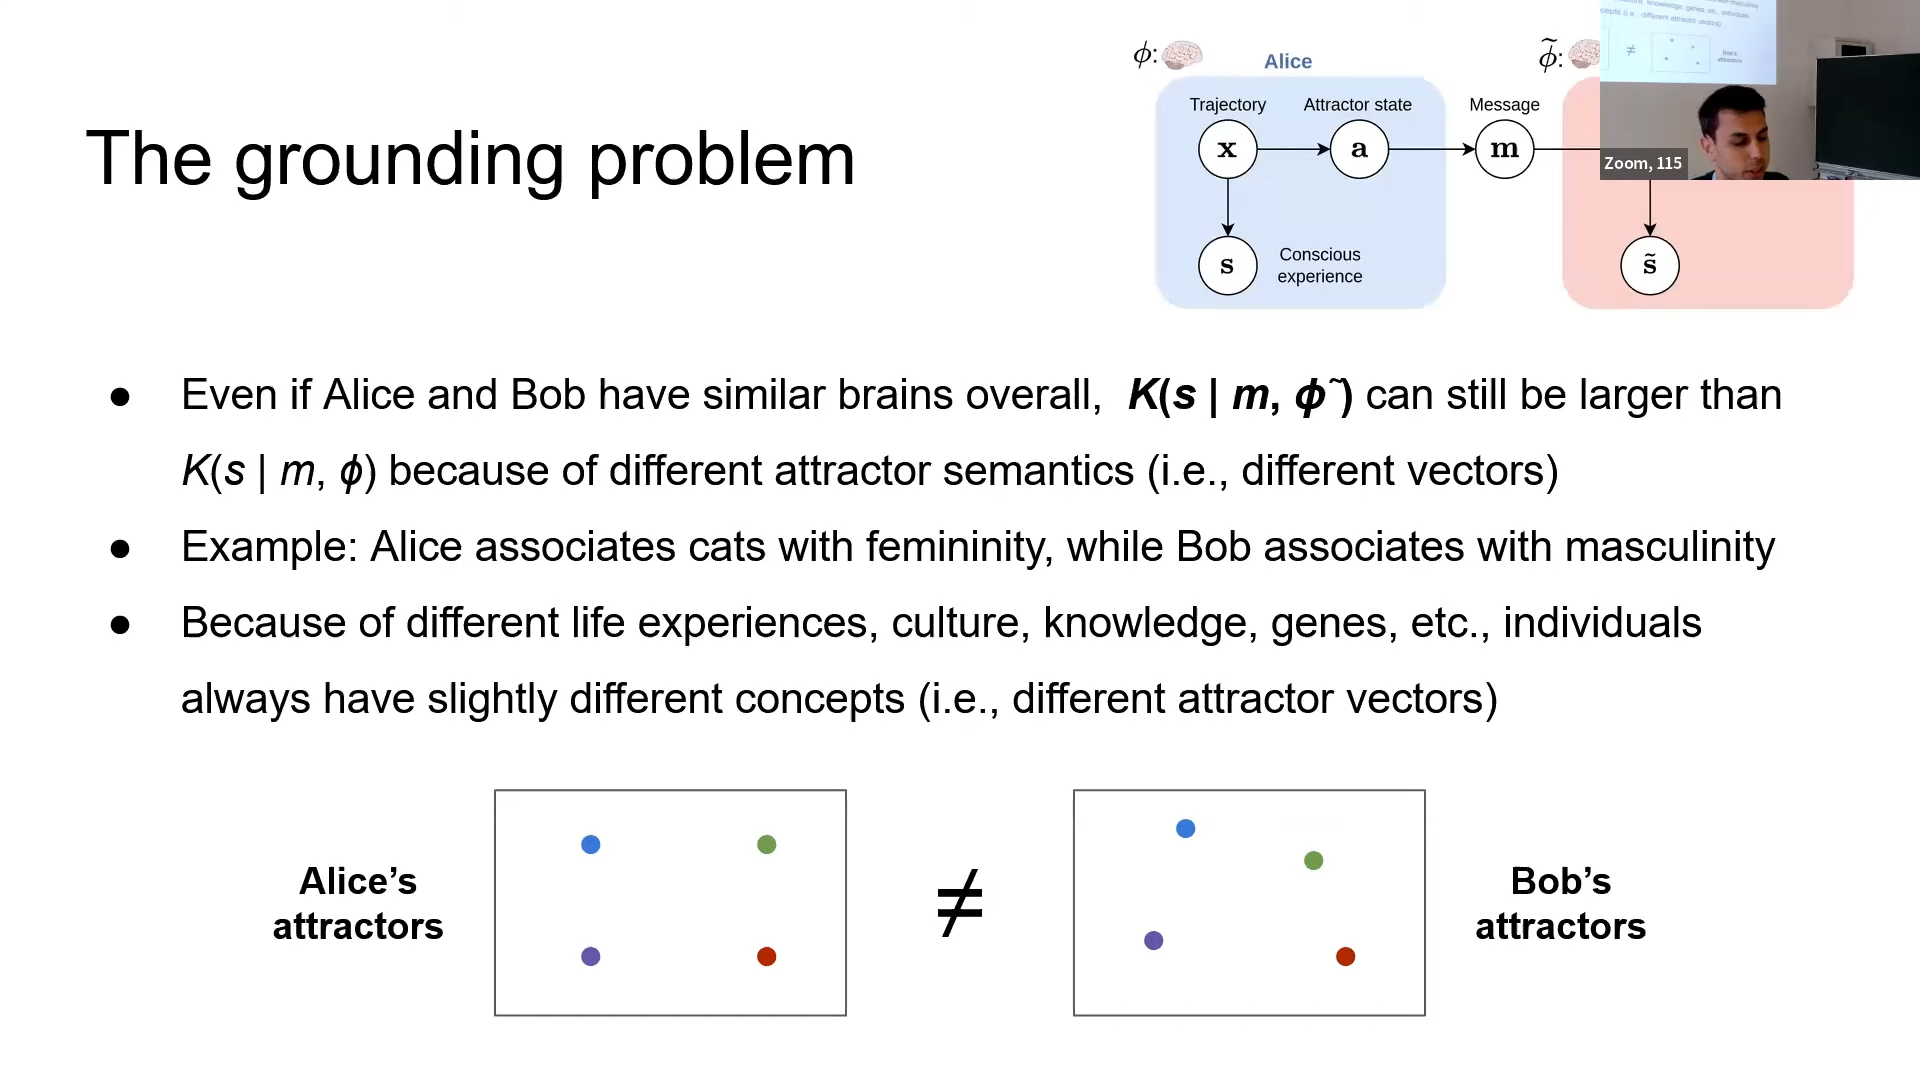 The grounding problem
ϕ:
Alice
ϕ̃:
Trajectory
Attractor state
Message
x
a
m
s
Conscious
experience
s̃
Zoom, 115
≠
Bob's
attractors
● Even if Alice and Bob have similar brains overall, K(s | m, ϕ˜) can still be larger than
K(s | m, ϕ) because of different attractor semantics (i.e., different vectors)
● Example: Alice associates cats with femininity, while Bob associates with masculinity
● Because of different life experiences, culture, knowledge, genes, etc., individuals
always have slightly different concepts (i.e., different attractor vectors)
Alice’s
attractors
≠
Bob’s
attractors